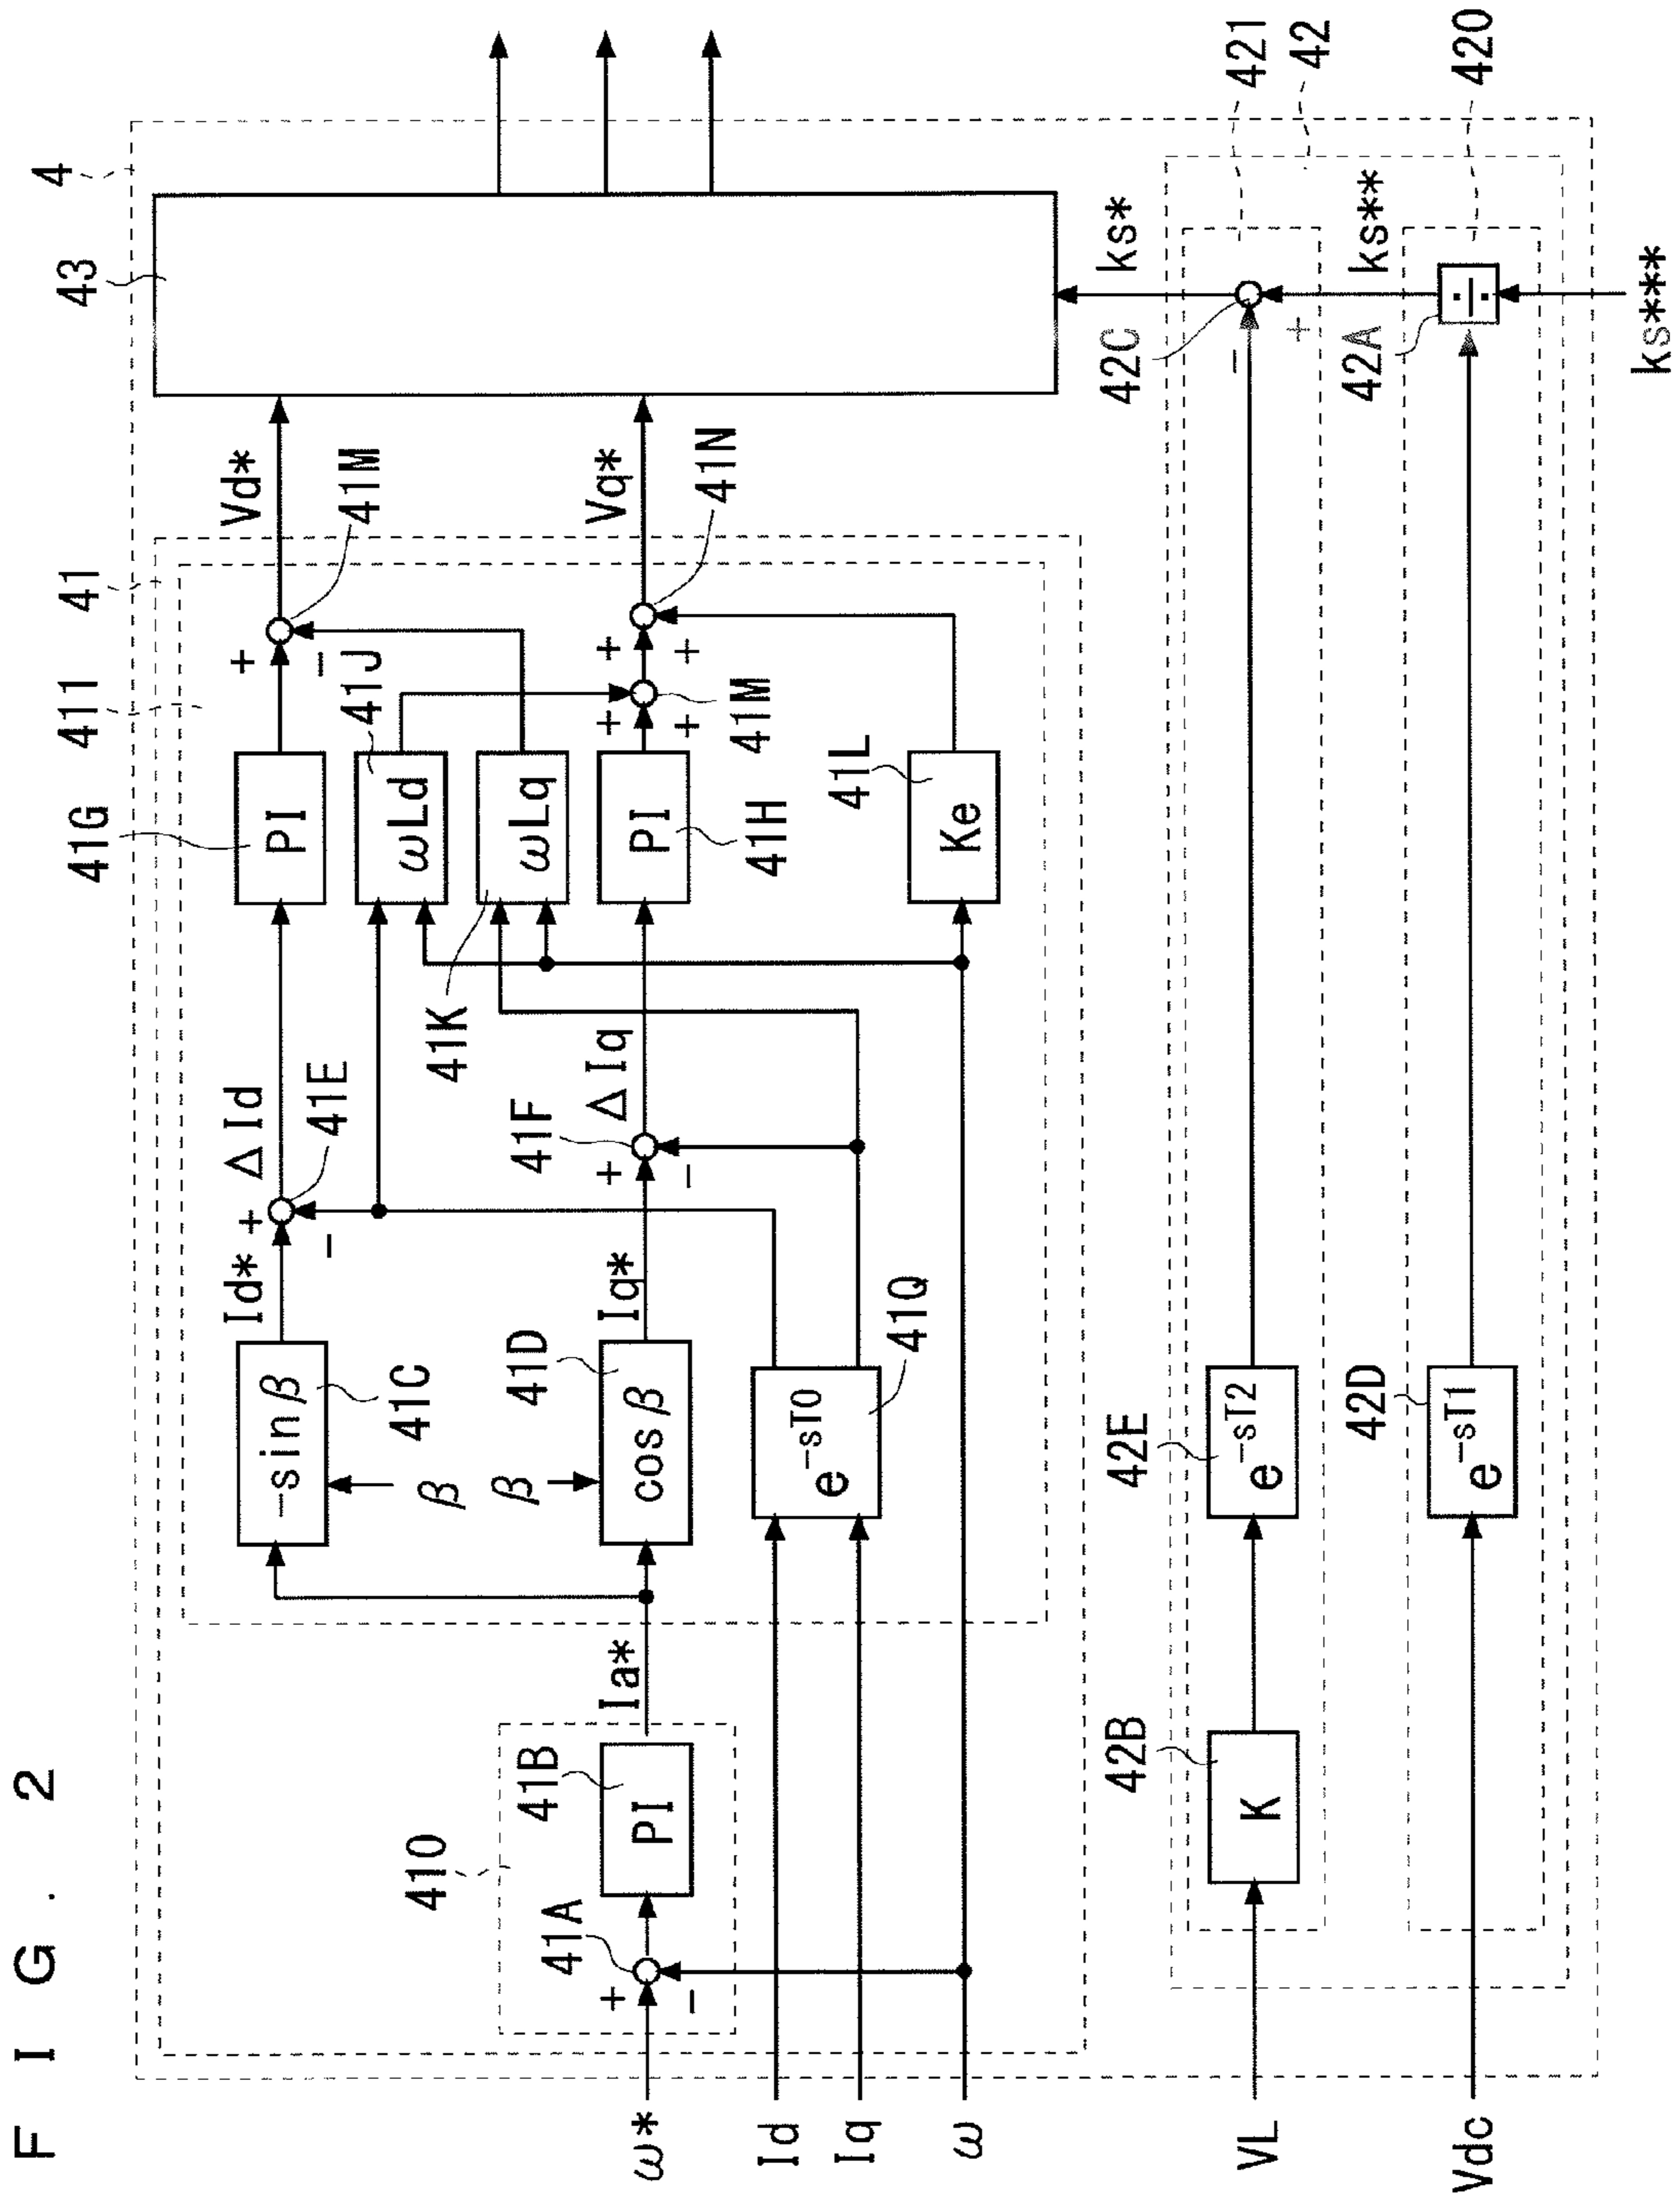 FIG. 2
4
43
41
411
41G
PI
+
−
Vd*
41M
41J
ωLd
ωLq
41K
Id*
+
−
ΔId
41E
-sinβ
41C
β
β
cosβ
41D
Iq*
41F
+
−
ΔIq
PI
41H
+
+
41M
+
+
Vq*
41N
41L
Ke
e-sT0
41Q
410
41A
41B
PI
Ia*
ω*
+
−
Id
Iq
ω
VL
42B
K
42E
e-sT2
42C
−
+
ks*
421
42
Vdc
42D
e-sT1
42A
÷
ks**
420
ks***